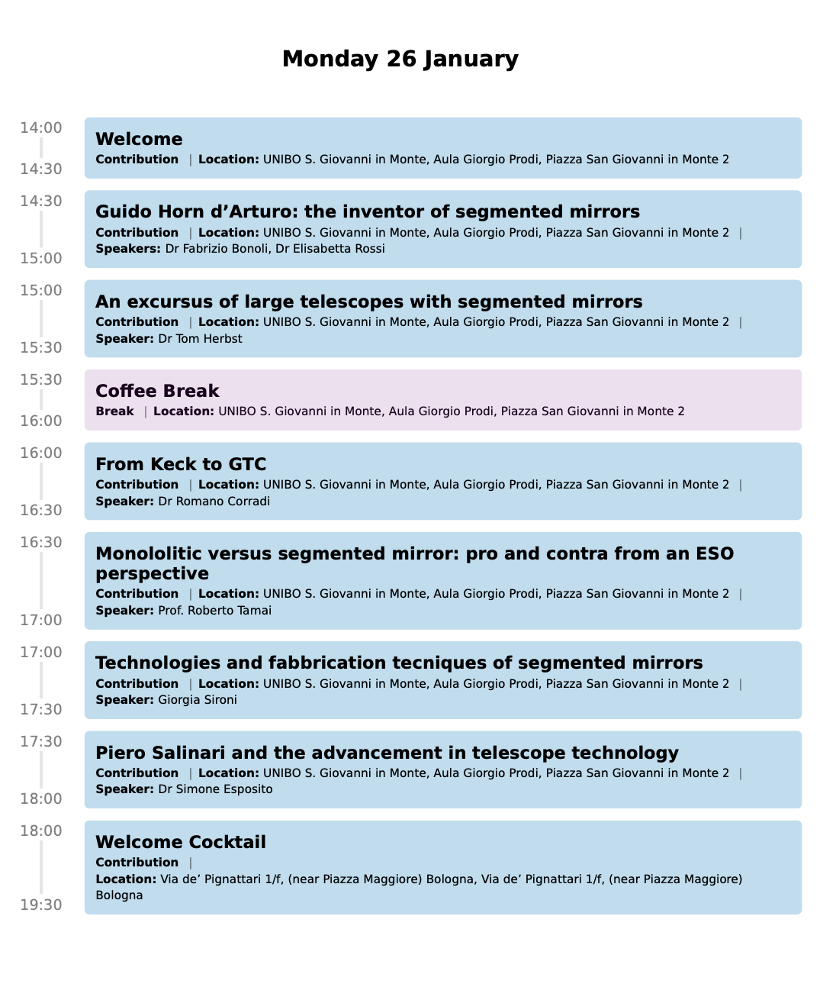 Monday 26 January
14:00
14:30
Welcome
Contribution | Location: UNIBO S. Giovanni in Monte, Aula Giorgio Prodi, Piazza San Giovanni in Monte 2
14:30
15:00
Guido Horn d’Arturo: the inventor of segmented mirrors
Contribution | Location: UNIBO S. Giovanni in Monte, Aula Giorgio Prodi, Piazza San Giovanni in Monte 2 |
Speakers: Dr Fabrizio Bonoli, Dr Elisabetta Rossi
15:00
15:30
An excursus of large telescopes with segmented mirrors
Contribution | Location: UNIBO S. Giovanni in Monte, Aula Giorgio Prodi, Piazza San Giovanni in Monte 2 |
Speaker: Dr Tom Herbst
15:30
16:00
Coffee Break
Break | Location: UNIBO S. Giovanni in Monte, Aula Giorgio Prodi, Piazza San Giovanni in Monte 2
16:00
16:30
From Keck to GTC
Contribution | Location: UNIBO S. Giovanni in Monte, Aula Giorgio Prodi, Piazza San Giovanni in Monte 2 |
Speaker: Dr Romano Corradi
16:30
17:00
Monololitic versus segmented mirror: pro and contra from an ESO
perspective
Contribution | Location: UNIBO S. Giovanni in Monte, Aula Giorgio Prodi, Piazza San Giovanni in Monte 2 |
Speaker: Prof. Roberto Tamai
17:00
17:30
Technologies and fabbrication tecniques of segmented mirrors
Contribution | Location: UNIBO S. Giovanni in Monte, Aula Giorgio Prodi, Piazza San Giovanni in Monte 2 |
Speaker: Giorgia Sironi
17:30
18:00
Piero Salinari and the advancement in telescope technology
Contribution | Location: UNIBO S. Giovanni in Monte, Aula Giorgio Prodi, Piazza San Giovanni in Monte 2 |
Speaker: Dr Simone Esposito
18:00
19:30
Welcome Cocktail
Contribution |
Location: Via de’ Pignattari 1/f, (near Piazza Maggiore) Bologna, Via de’ Pignattari 1/f, (near Piazza Maggiore)
Bologna